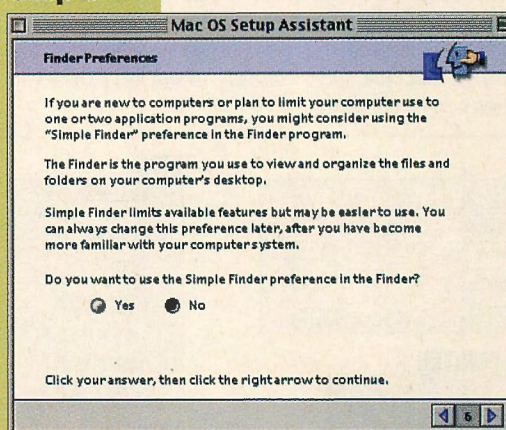 Mac OS Setup Assistant
Finder Preferences
If you are new to computers or plan to limit your computer use to
one or two application programs, you might consider using the
"Simple Finder" preference in the Finder program.
The Finder is the program you use to view and organize the files and
folders on your computer's desktop.
Simple Finder limits available features but may be easier to use. You
can always change this preference later, after you have become
more familiar with your computer system.
Do you want to use the Simple Finder preference in the Finder?
Yes No
Click your answer, then click the right arrow to continue.
6